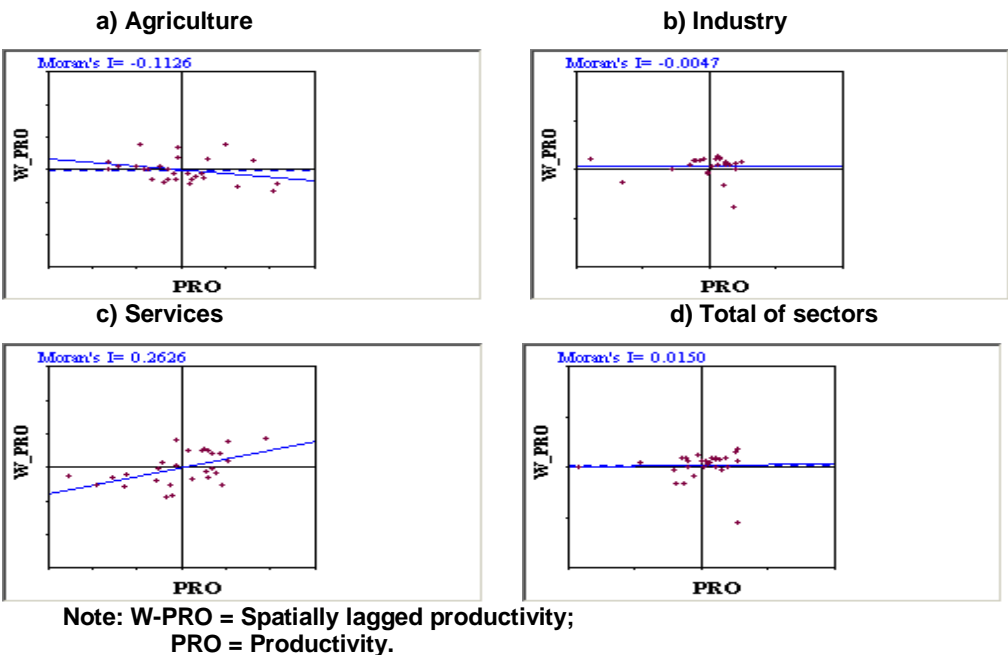 a) Agriculture
b) Industry
Moran's I= -0.1126
Moran's I= -0.0047
W_PRO
W_PRO
PRO
PRO
c) Services
d) Total of sectors
Moran's I= 0.2626
Moran's I= 0.0150
W_PRO
W_PRO
PRO
PRO
Note: W-PRO = Spatially lagged productivity;
PRO = Productivity.